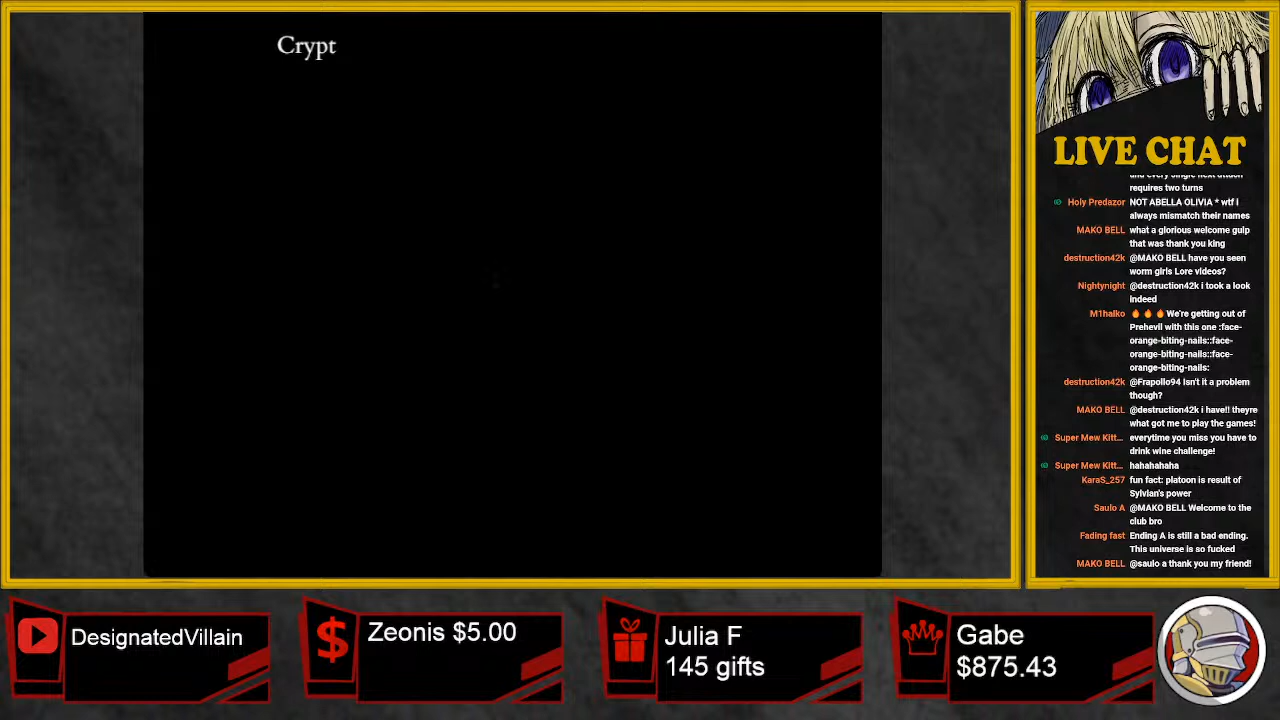 Crypt
LIVE CHAT
requires two turns
Holy Predazor NOT ABELLA OLIVIA * wtf i
always mismatch their names
MAKO BELL what a glorious welcome gulp
that was thank you king
destruction42k @MAKO BELL have you seen
worm girls Lore videos?
Nightynight @destruction42k i took a look
indeed
M1halko 🔥🔥🔥We're getting out of
Prehevil with this one :face-
orange-biting-nails::face-
orange-biting-nails::face-
orange-biting-nails:
destruction42k @Frapollo94 Isn't it a problem
though?
MAKO BELL @destruction42k i have!! theyre
what got me to play the games!
Super Mew Kitt... everytime you miss you have to
drink wine challenge!
Super Mew Kitt... hahahahaha
KaraS_257 fun fact: platoon is result of
Sylvian's power
Saulo A @MAKO BELL Welcome to the
club bro
Fading fast Ending A is still a bad ending.
This universe is so fucked
MAKO BELL @saulo a thank you my friend!
DesignatedVillain
$ Zeonis $5.00
Julia F
145 gifts
Gabe
$875.43